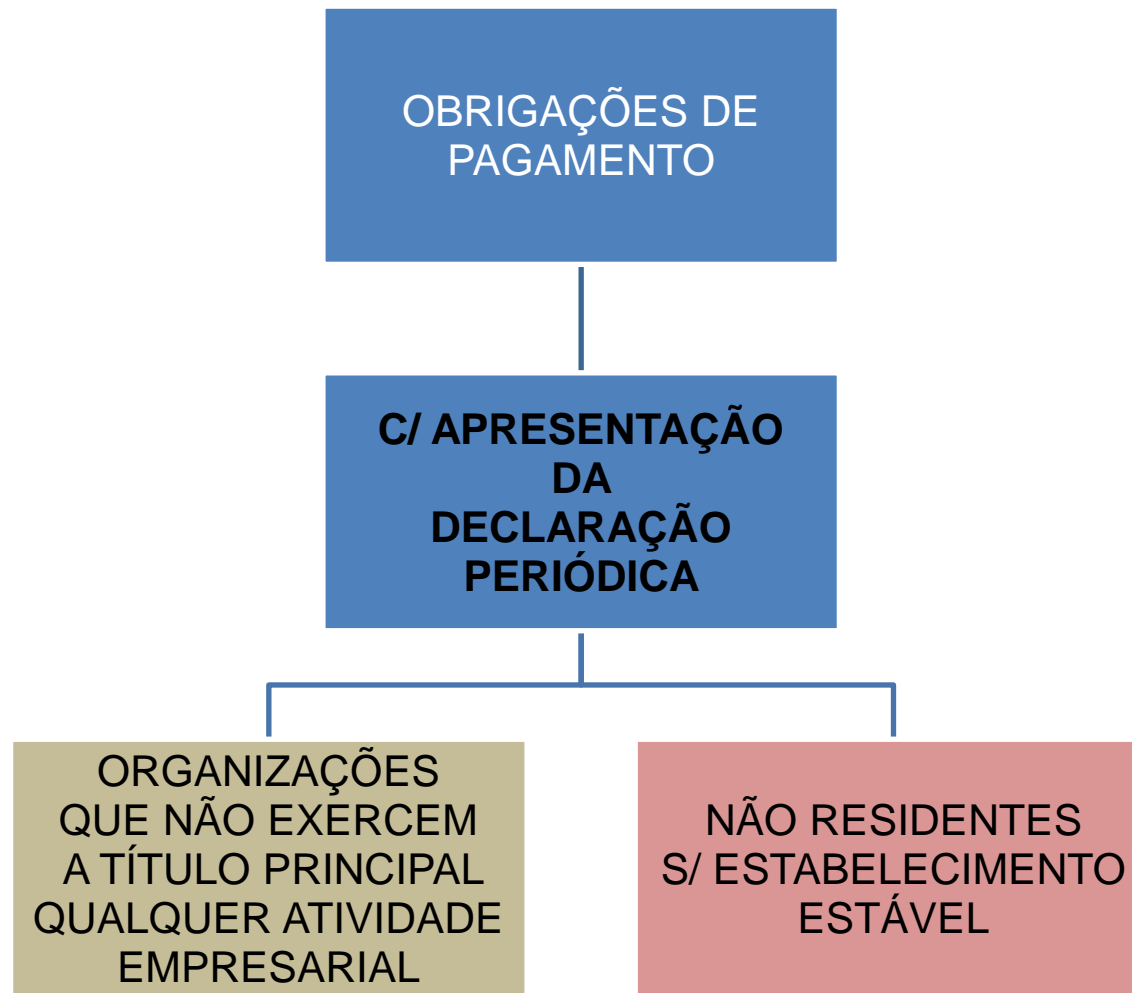 OBRIGAÇÕES DE
PAGAMENTO
C/ APRESENTAÇÃO
DA
DECLARAÇÃO
PERIÓDICA
ORGANIZAÇÕES
QUE NÃO EXERCEM
A TÍTULO PRINCIPAL
QUALQUER ATIVIDADE
EMPRESARIAL
NÃO RESIDENTES
S/ ESTABELECIMENTO
ESTÁVEL